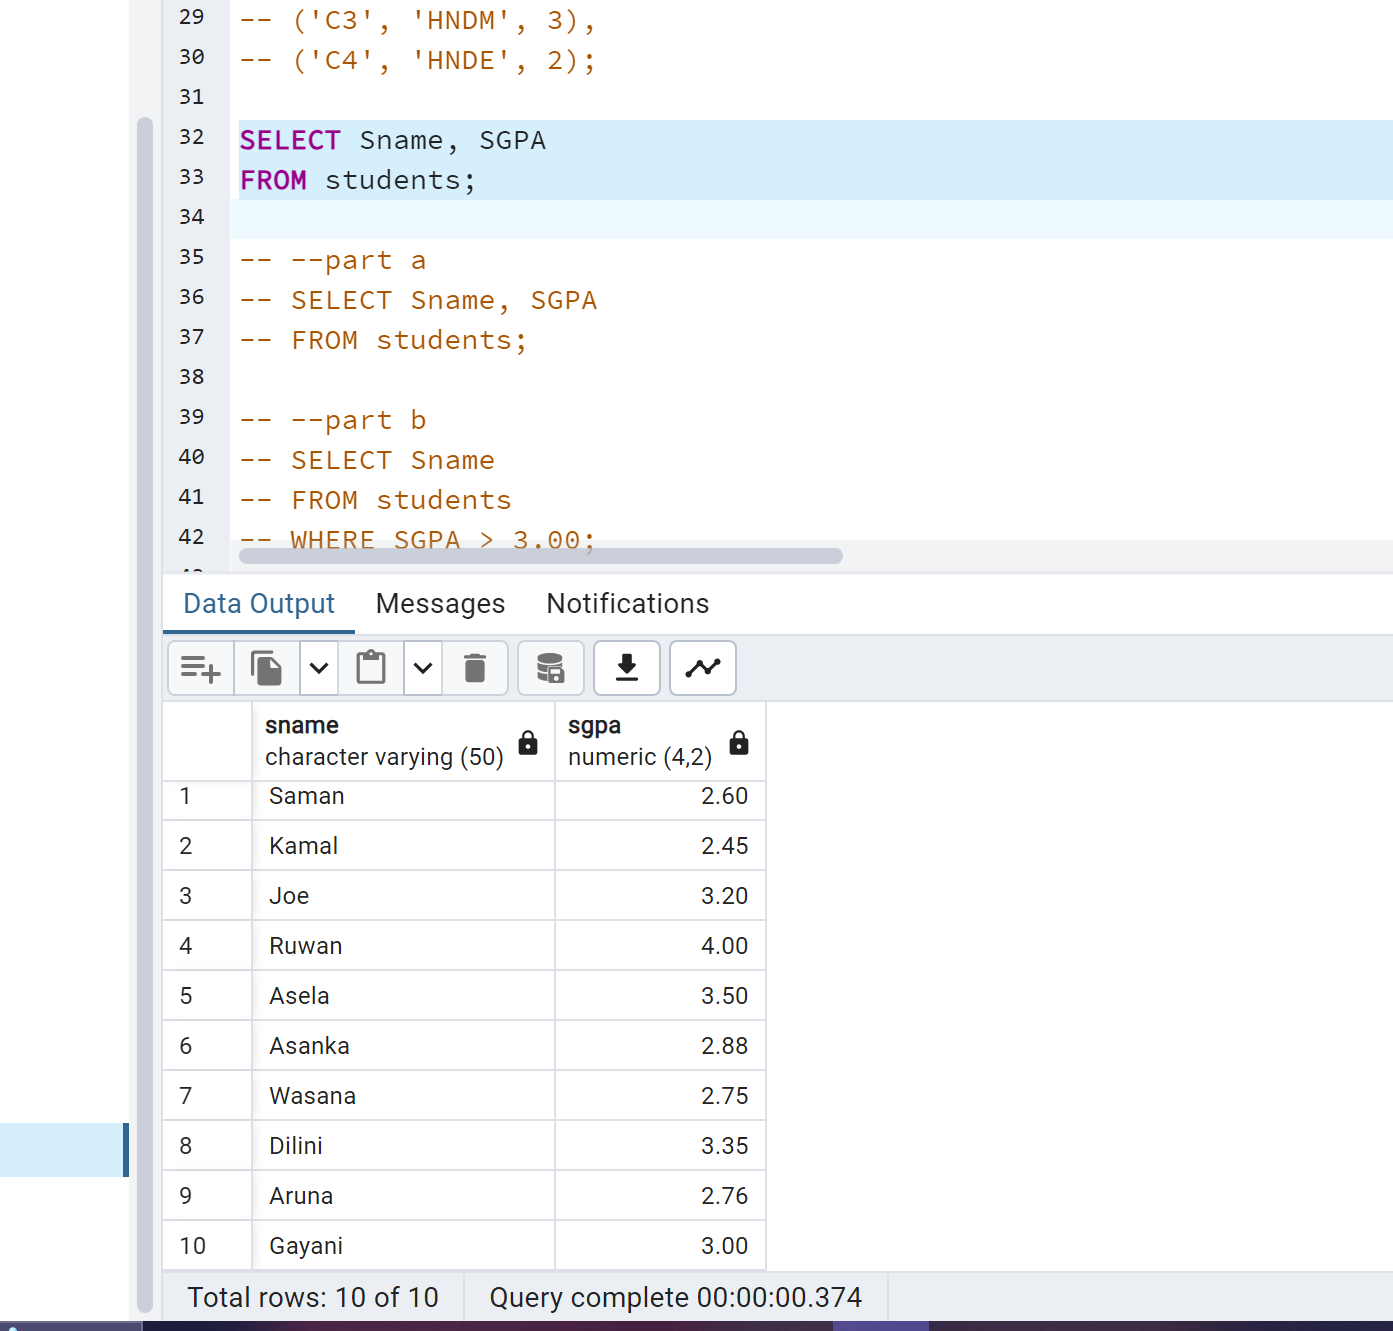 29 -- ('C3', 'HNDM', 3),
30 -- ('C4', 'HNDE', 2);
31
32 SELECT Sname, SGPA
33 FROM students;
34
35 -- --part a
36 -- SELECT Sname, SGPA
37 -- FROM students;
38
39 -- --part b
40 -- SELECT Sname
41 -- FROM students
42 -- WHERE SGPA > 3.00;
Data Output Messages Notifications
sname sgpa
character varying (50) numeric (4,2)
1 Saman 2.60
2 Kamal 2.45
3 Joe 3.20
4 Ruwan 4.00
5 Asela 3.50
6 Asanka 2.88
7 Wasana 2.75
8 Dilini 3.35
9 Aruna 2.76
10 Gayani 3.00
Total rows: 10 of 10 Query complete 00:00:00.374